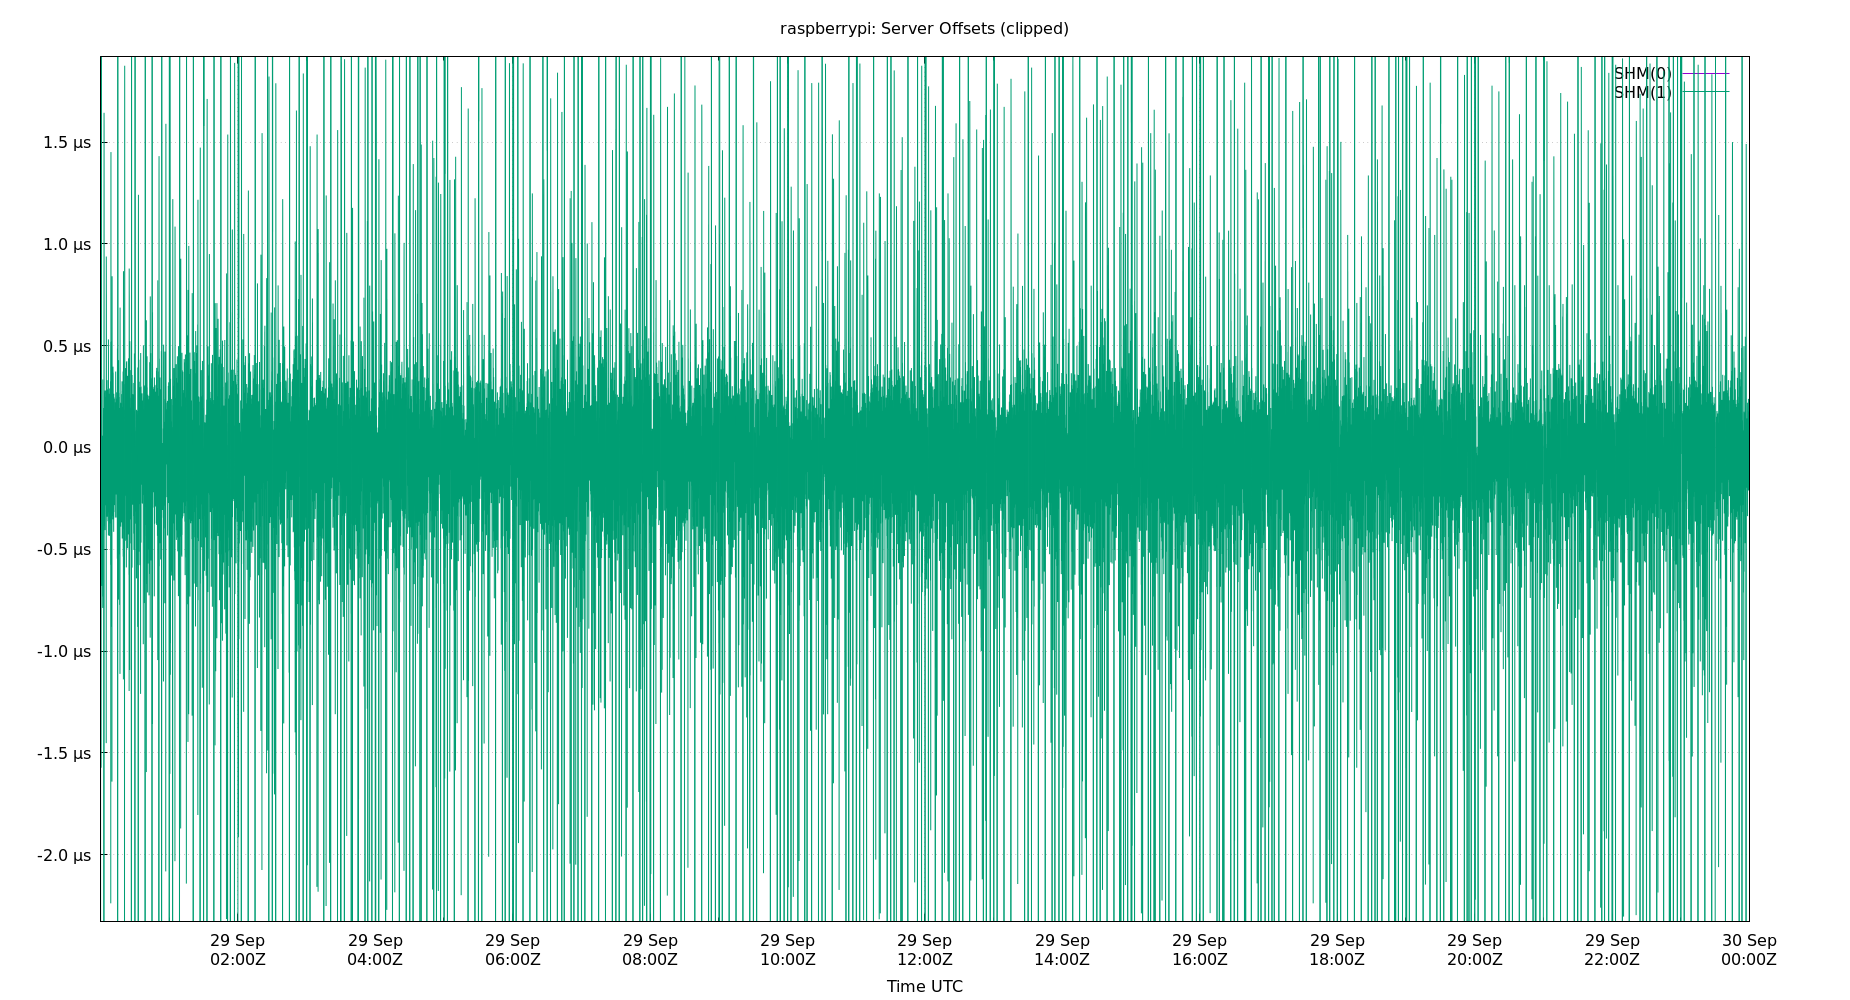 raspberrypi: Server Offsets (clipped)
SHM(0)
SHM(1)
1.5 µs
1.0 µs
0.5 µs
0.0 µs
-0.5 µs
-1.0 µs
-1.5 µs
-2.0 µs
29 Sep 29 Sep 29 Sep 29 Sep 29 Sep 29 Sep 29 Sep 29 Sep 29 Sep 29 Sep 29 Sep 30 Sep
02:00Z 04:00Z 06:00Z 08:00Z 10:00Z 12:00Z 14:00Z 16:00Z 18:00Z 20:00Z 22:00Z 00:00Z
Time UTC